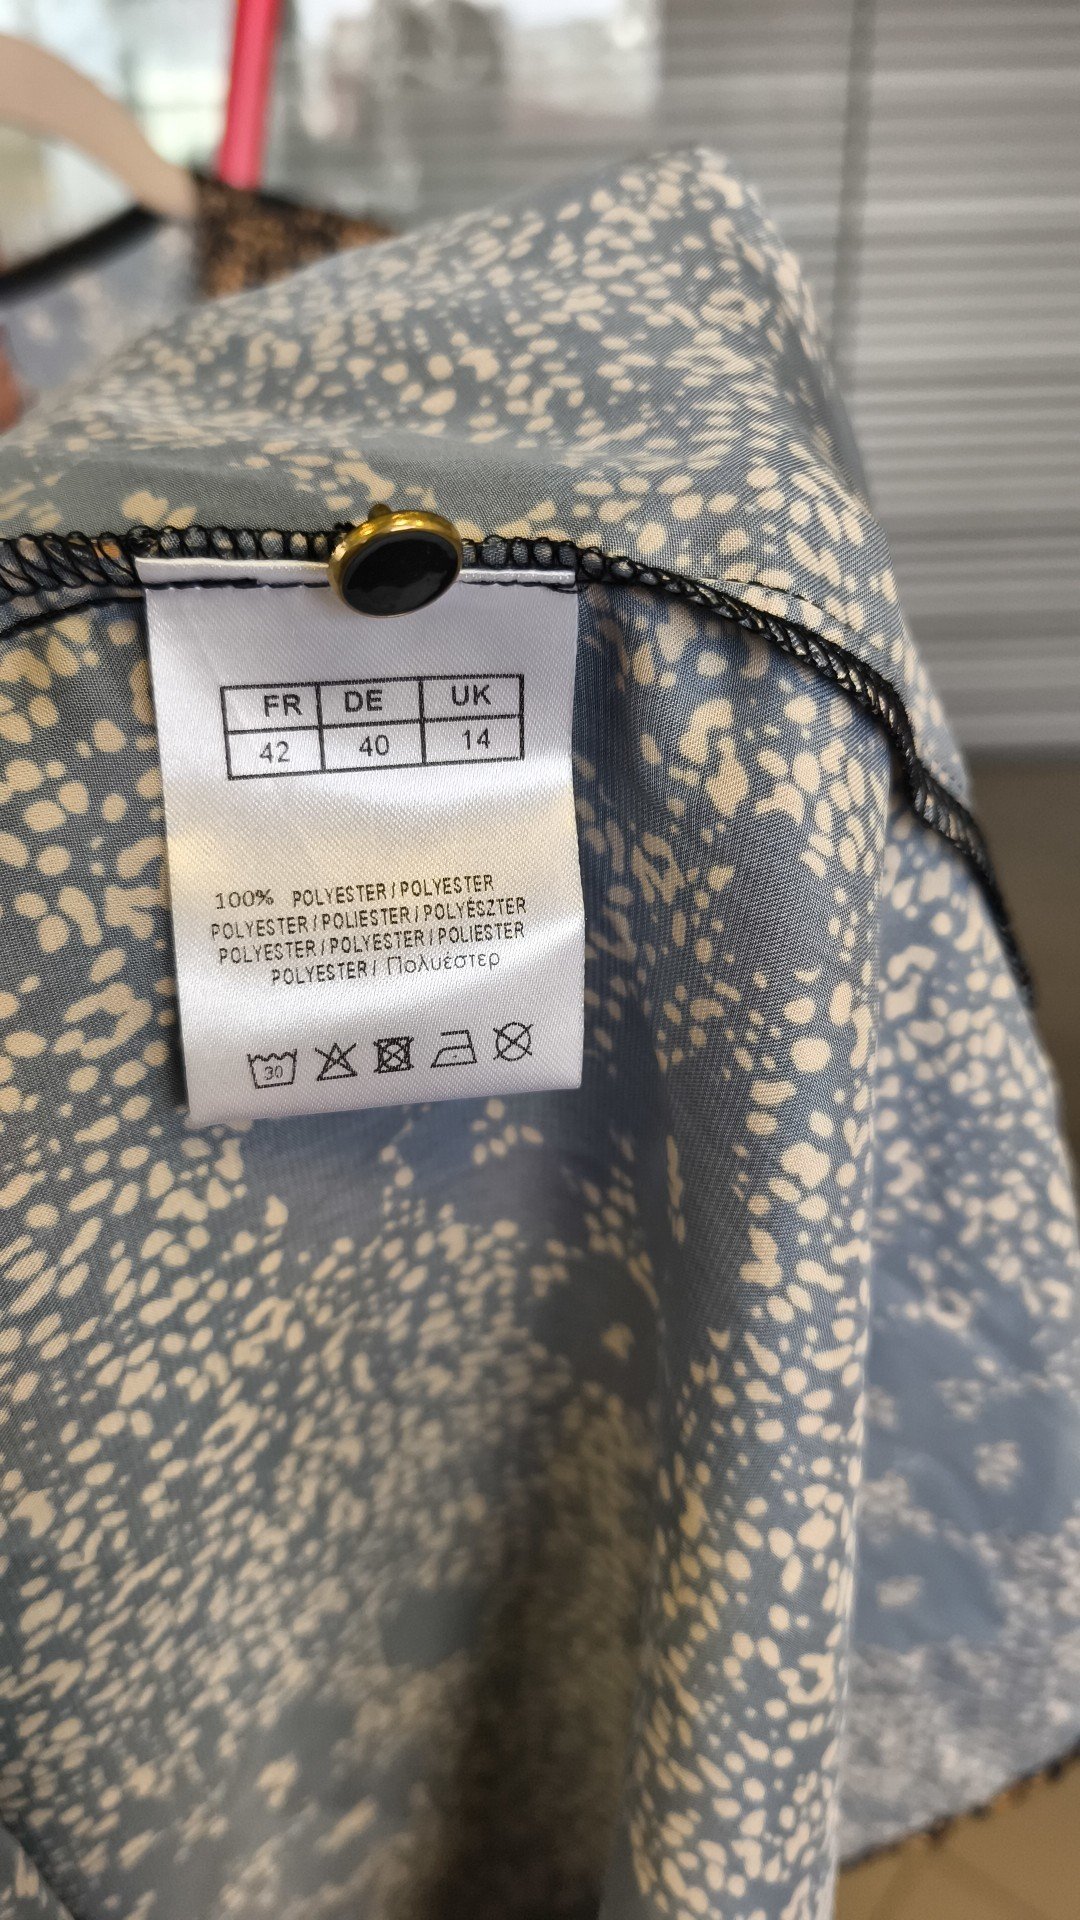 FR DE UK
42 40 14
100% POLYESTER / POLYESTER
POLYESTER / POLIESTER / POLYÉSZTER
POLYESTER / POLYESTER / POLIESTER
POLYESTER / Πολυέστερ
30